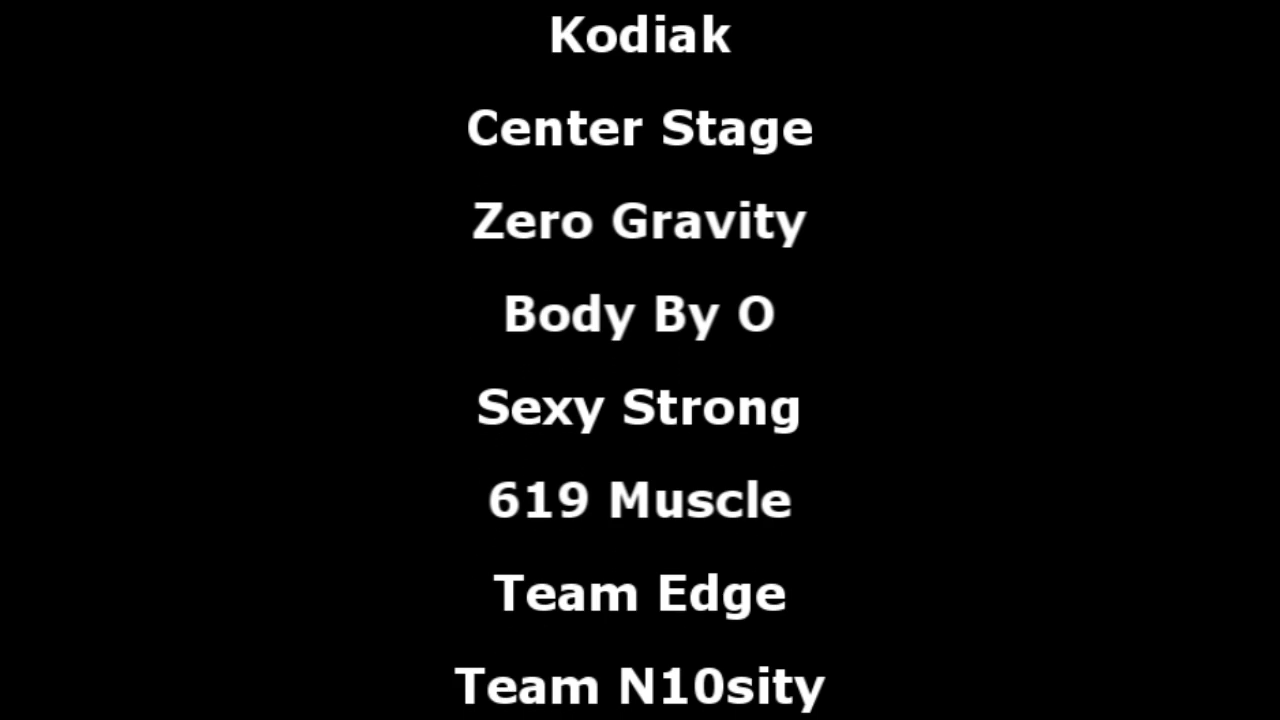 Kodiak
Center Stage
Zero Gravity
Body By O
Sexy Strong
619 Muscle
Team Edge
Team N10sity